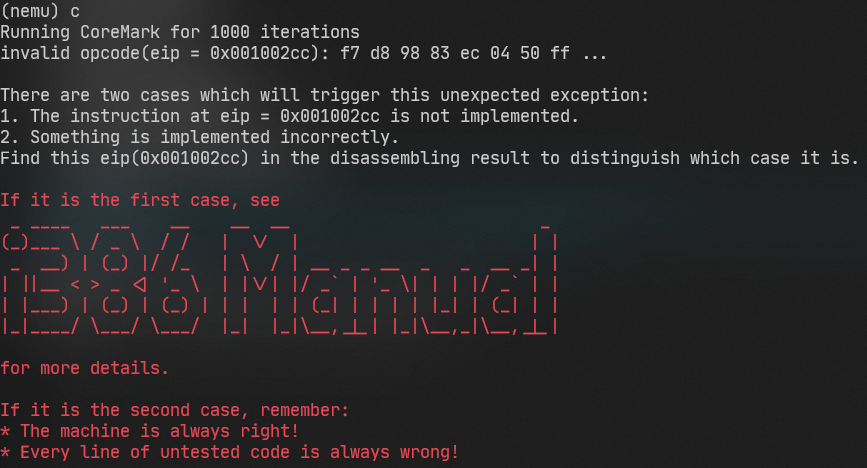 (nemu) c
Running CoreMark for 1000 iterations
invalid opcode(eip = 0x001002cc): f7 d8 98 83 ec 04 50 ff ...
There are two cases which will trigger this unexpected exception:
1. The instruction at eip = 0x001002cc is not implemented.
2. Something is implemented incorrectly.
Find this eip(0x001002cc) in the disassembling result to distinguish which case it is.
If it is the first case, see
i386 Manual
for more details.
If it is the second case, remember:
* The machine is always right!
* Every line of untested code is always wrong!